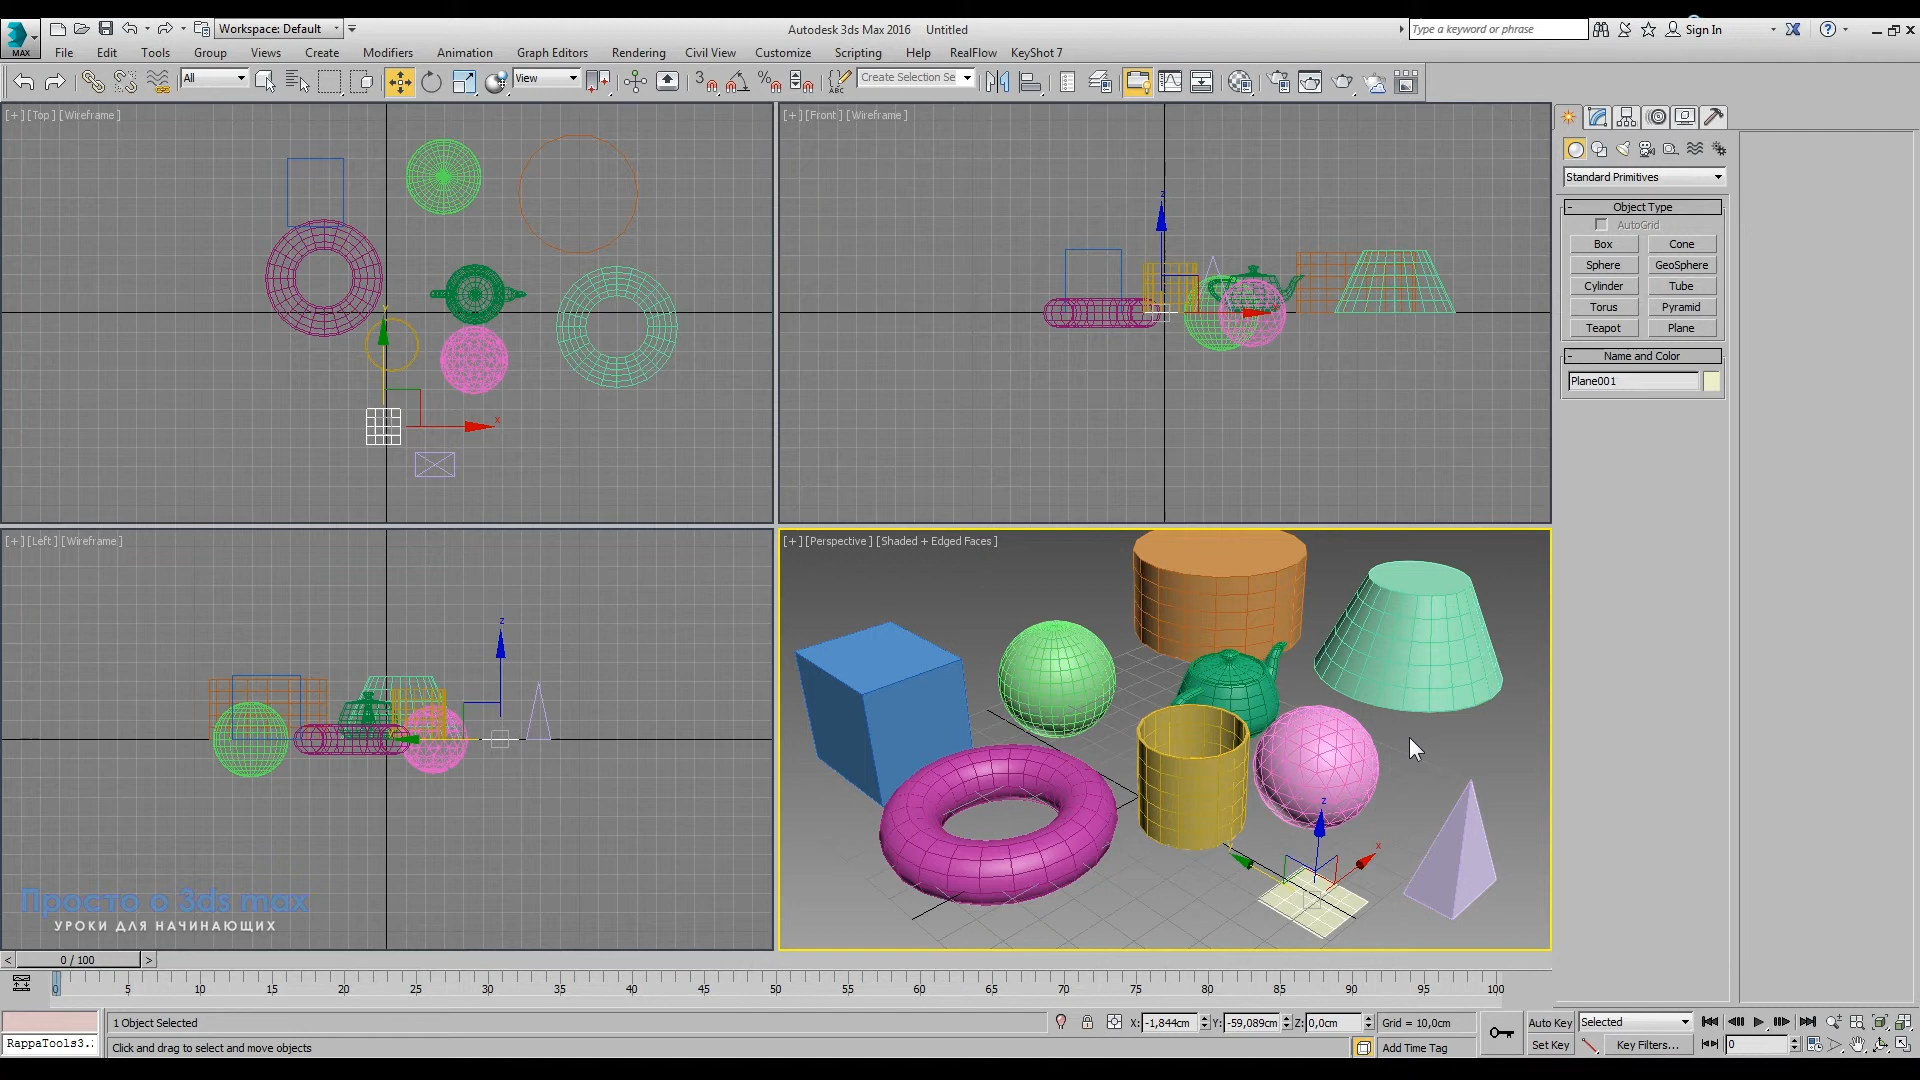 Workspace: Default
Autodesk 3ds Max 2016 Untitled
Type a keyword or phrase
Sign In
MAX
File Edit Tools Group Views Create Modifiers Animation Graph Editors Rendering Civil View Customize Scripting Help RealFlow KeyShot 7
All
View
3
Create Selection Se
[+] [Top] [Wireframe]
[+] [Front] [Wireframe]
Standard Primitives
Object Type
AutoGrid
Box Cone
Sphere GeoSphere
Cylinder Tube
Torus Pyramid
Teapot Plane
Name and Color
Plane001
x
z
[+] [Left] [Wireframe]
[+] [Perspective] [Shaded + Edged Faces]
z
z
x
Просто о 3ds max
УРОКИ ДЛЯ НАЧИНАЮЩИХ
< 0 / 100 >
0 5 10 15 20 25 30 35 40 45 50 55 60 65 70 75 80 85 90 95 100
1 Object Selected
X: -1,844cm Y: -59,089cm Z: 0,0cm Grid = 10,0cm
Auto Key Selected
RappaTools3.
Click and drag to select and move objects
Add Time Tag
Set Key Key Filters... 0